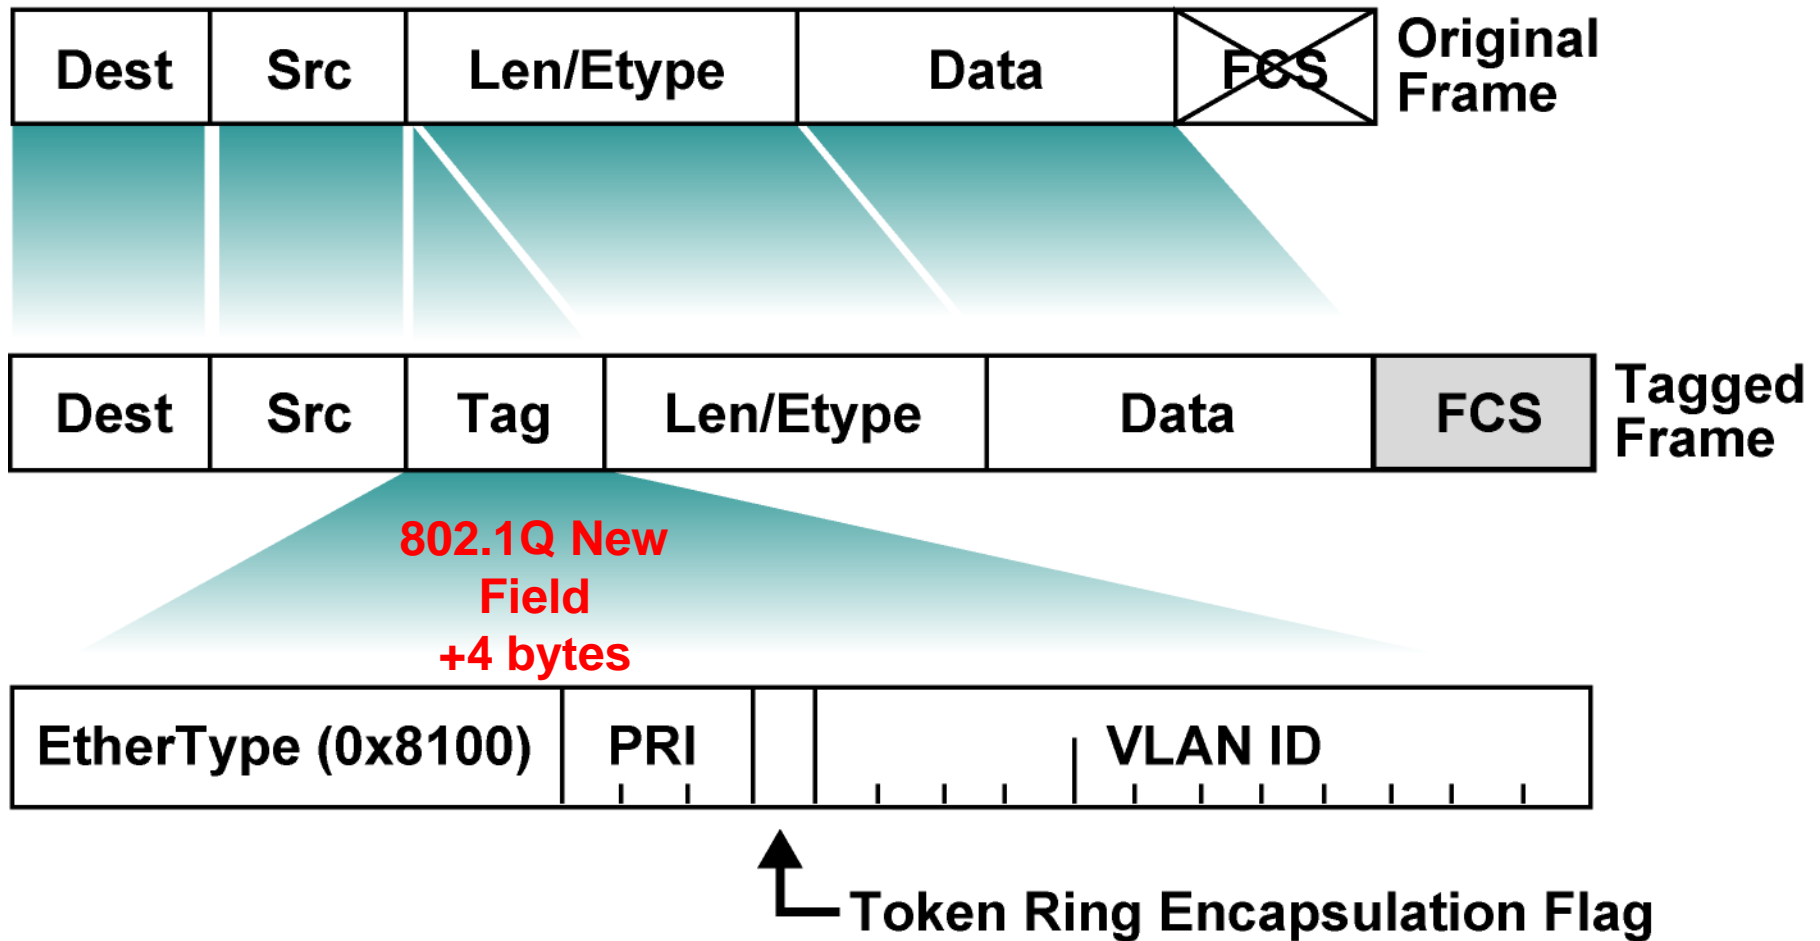 Dest Src Len/Etype Data FCS Original
Frame
Dest Src Tag Len/Etype Data FCS Tagged
Frame
802.1Q New
Field
+4 bytes
EtherType (0x8100) PRI VLAN ID
Token Ring Encapsulation Flag